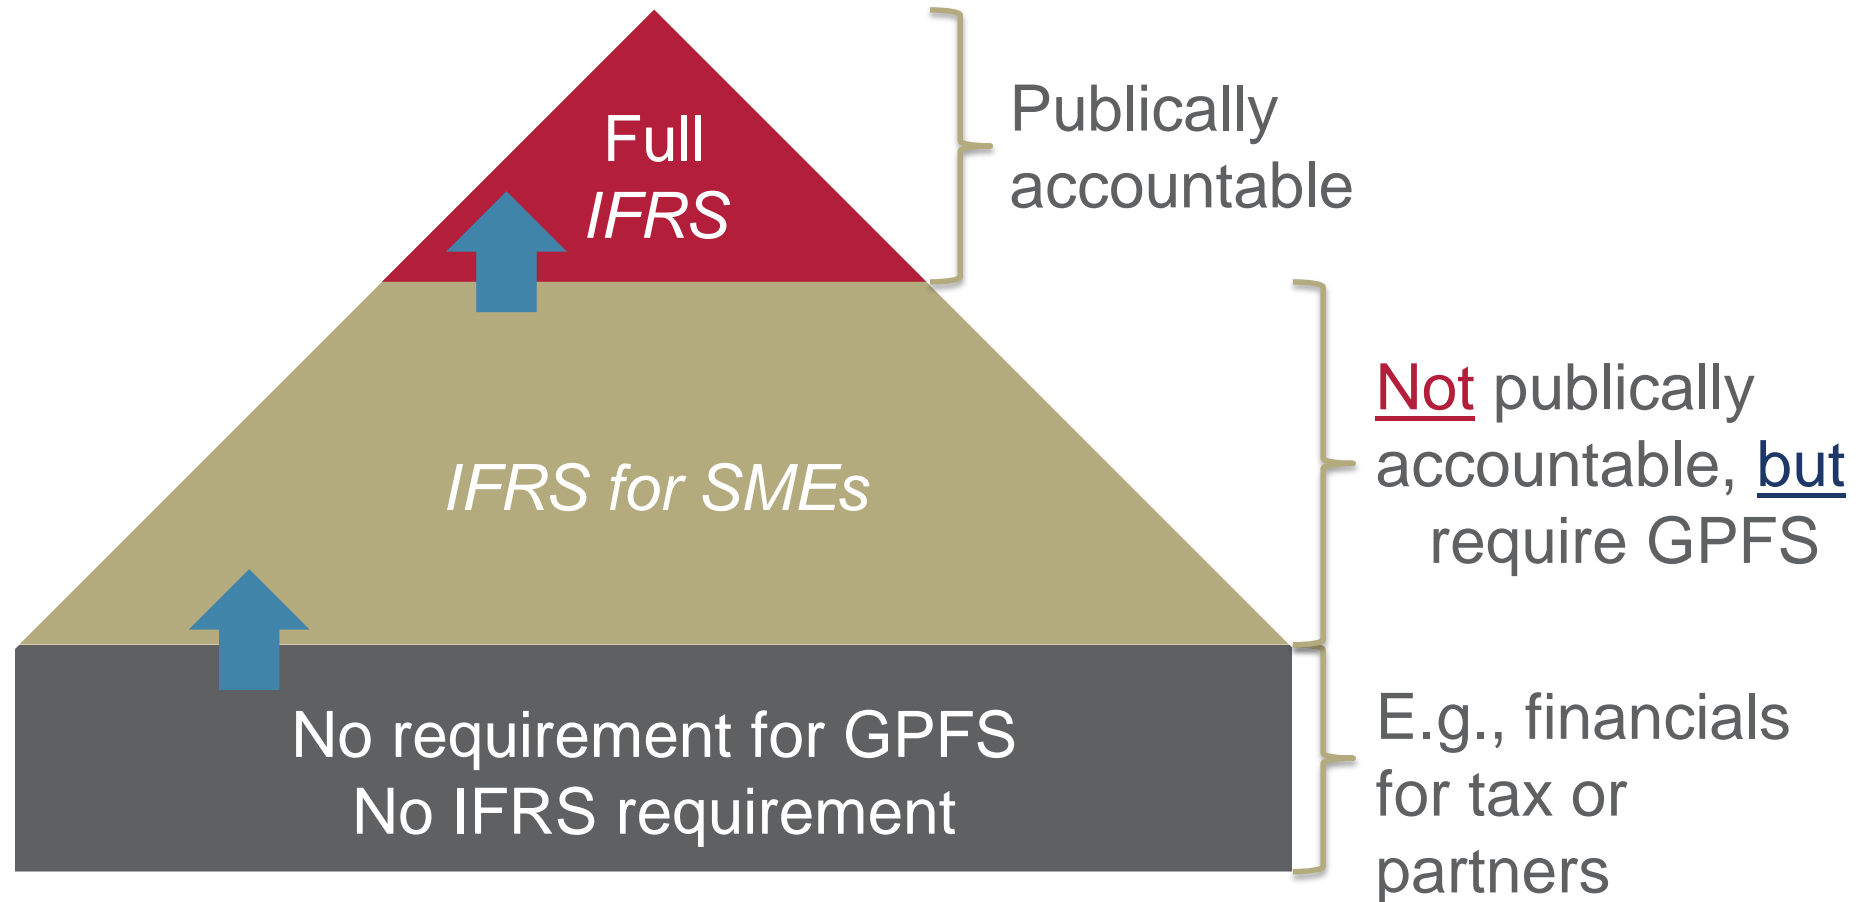 Full
IFRS
Publically
accountable
IFRS for SMEs
Not publically
accountable, but
require GPFS
No requirement for GPFS
No IFRS requirement
E.g., financials
for tax or
partners